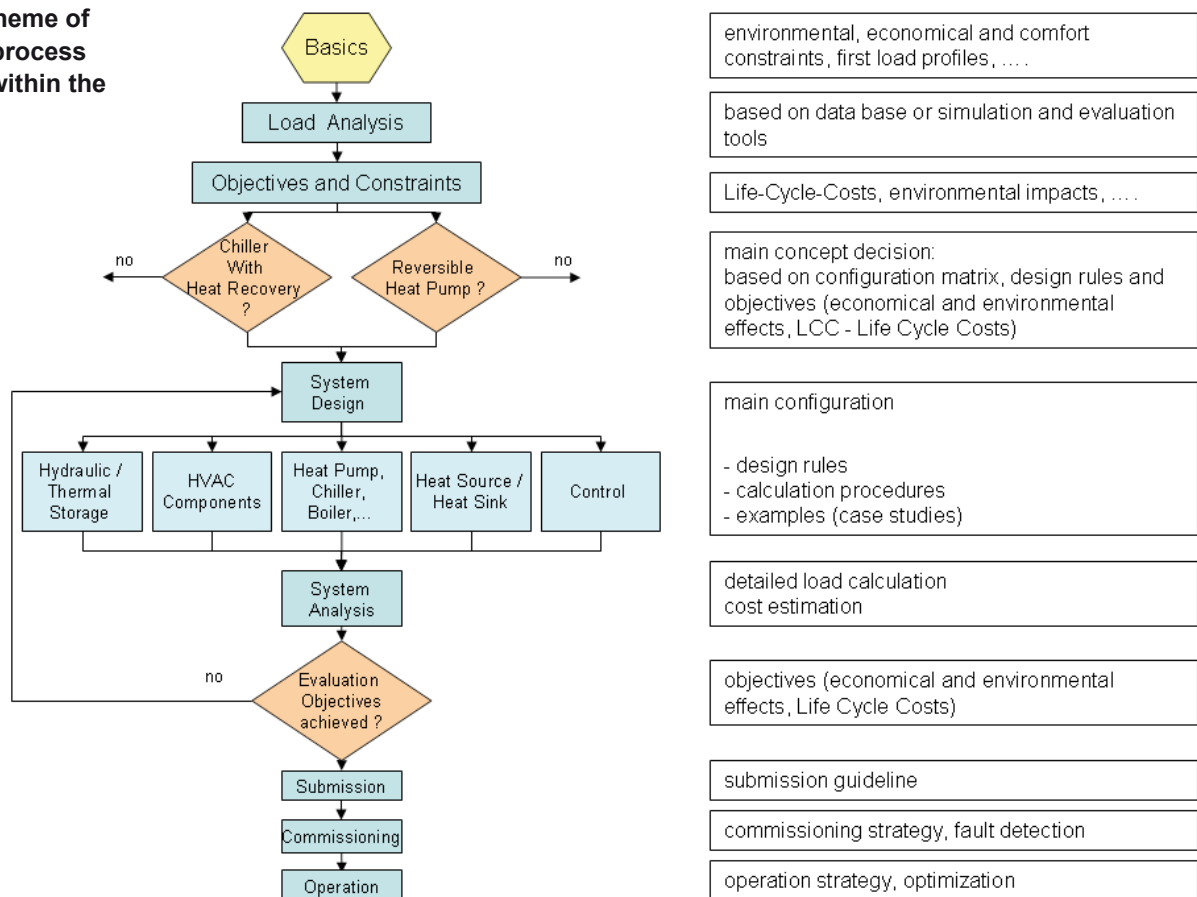 heme of
process
within the
Basics
environmental, economical and comfort
constraints, first load profiles, ....
Load Analysis
based on data base or simulation and evaluation
tools
Objectives and Constraints
Life-Cycle-Costs, environmental impacts, ....
no
Chiller
With
Heat Recovery
?
Reversible
Heat Pump ?
no
main concept decision:
based on configuration matrix, design rules and
objectives (economical and environmental
effects, LCC - Life Cycle Costs)
System
Design
main configuration
- design rules
- calculation procedures
- examples (case studies)
Hydraulic /
Thermal
Storage
HVAC
Components
Heat Pump,
Chiller,
Boiler,...
Heat Source /
Heat Sink
Control
System
Analysis
detailed load calculation
cost estimation
no
Evaluation
Objectives
achieved ?
objectives (economical and environmental
effects, Life Cycle Costs)
Submission
submission guideline
Commissioning
commissioning strategy, fault detection
Operation
operation strategy, optimization